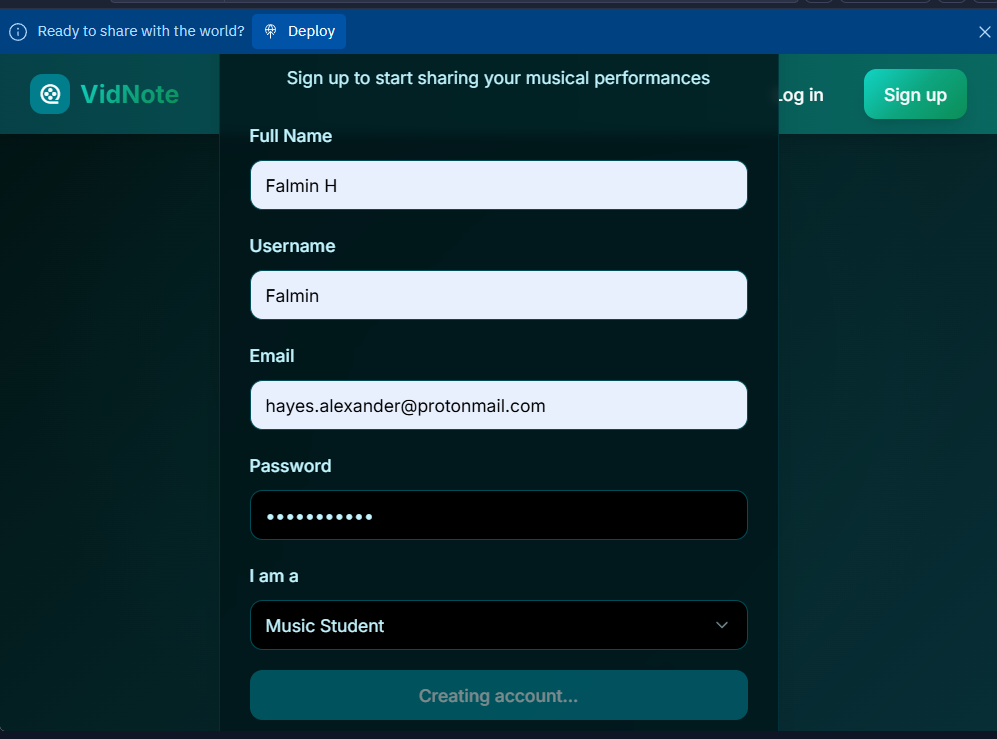 Ready to share with the world? Deploy
VidNote
Sign up to start sharing your musical performances
Log in
Sign up
Full Name
Falmin H
Username
Falmin
Email
hayes.alexander@protonmail.com
Password
•••••••••••
I am a
Music Student
Creating account...